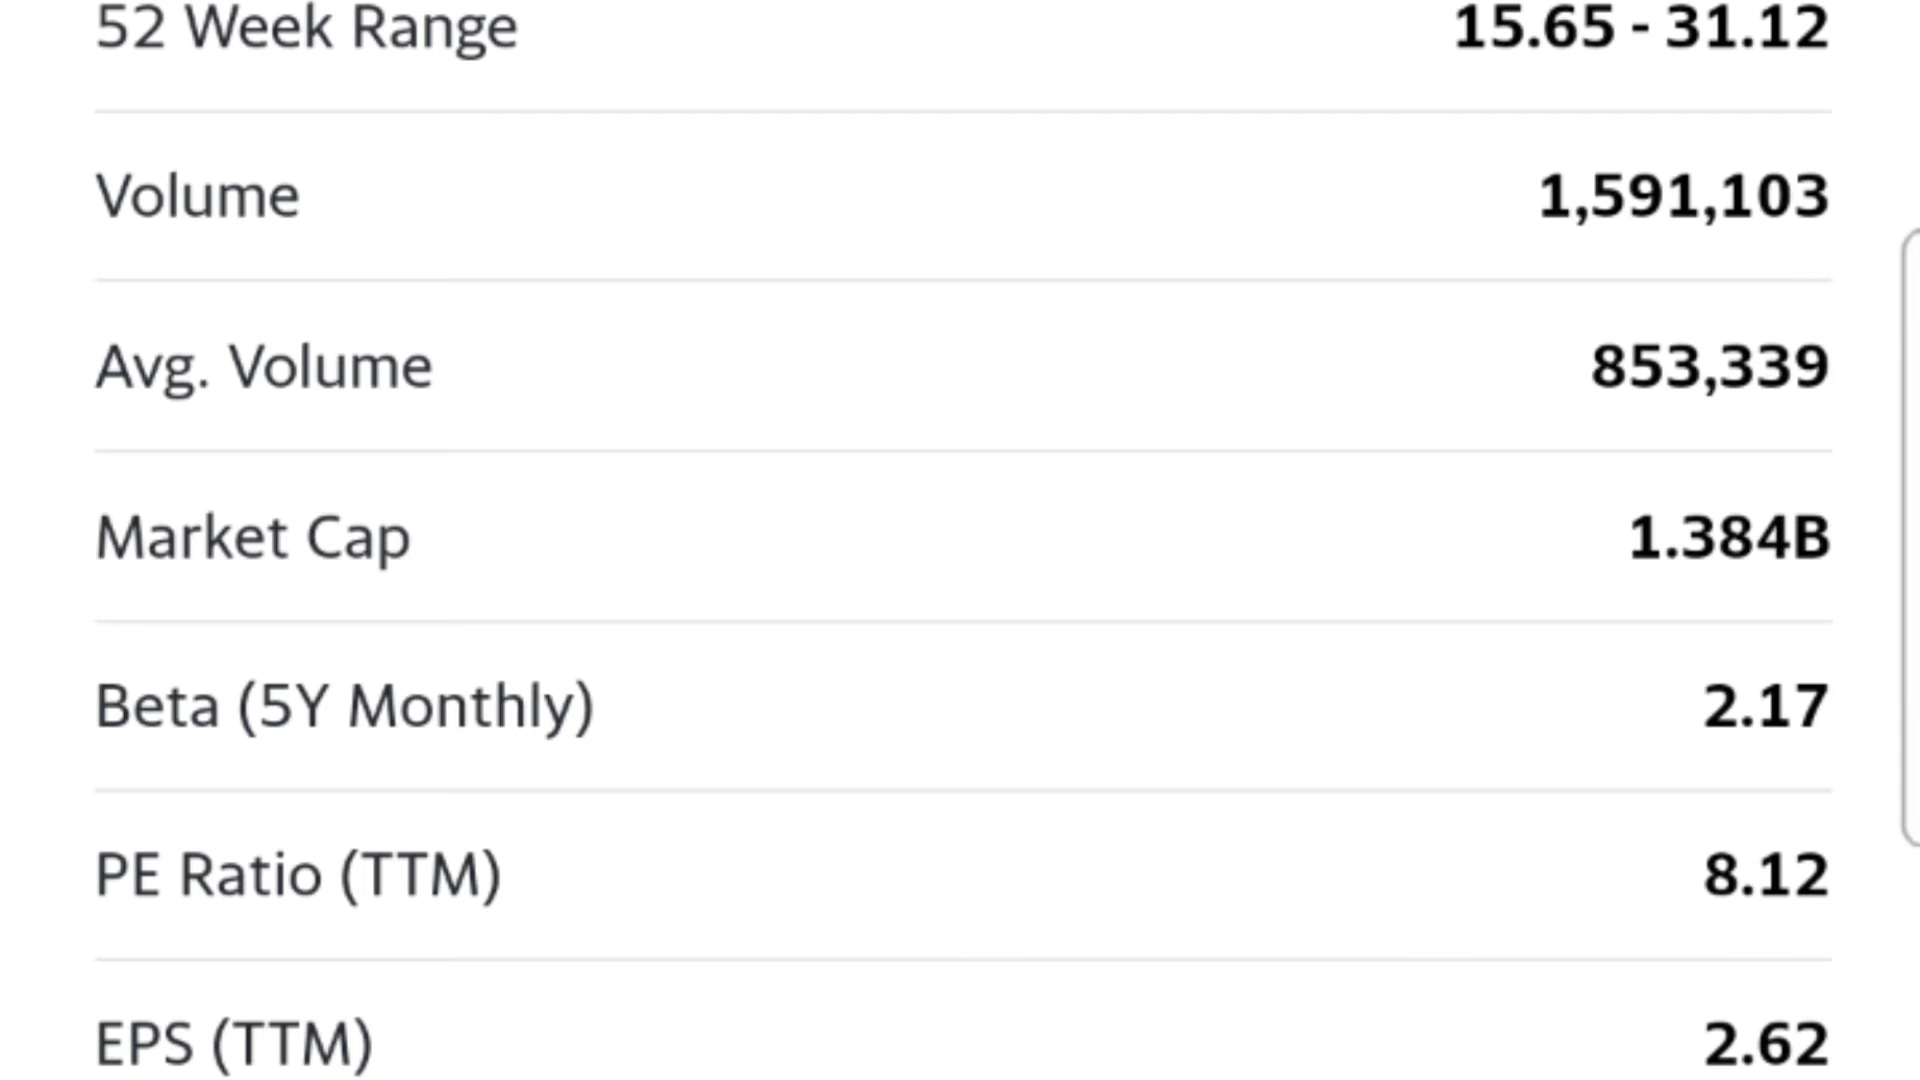 52 Week Range 15.65 - 31.12
Volume 1,591,103
Avg. Volume 853,339
Market Cap 1.384B
Beta (5Y Monthly) 2.17
PE Ratio (TTM) 8.12
EPS (TTM) 2.62